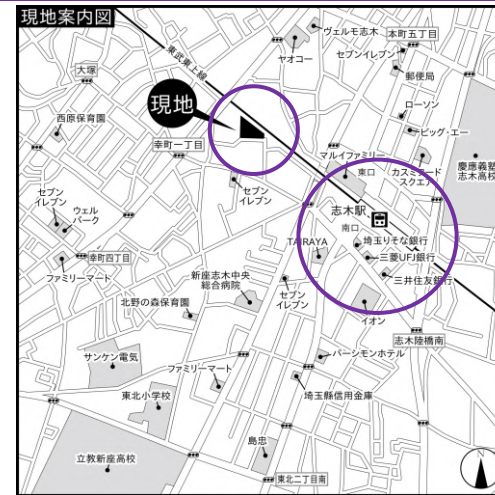 現地案内図
ヴェルモ志木
本町五丁目
セブンイレブン
ヤオコー
郵便局
東武東上線
大塚
ローソン
現地
ビッグ・エー
西原保育園
幸町一丁目
マルイファミリー
東口
カスミフード
スクエア
慶應義塾
志木高校
セブン
イレブン
セブン
イレブン
ウェル
パーク
志木駅
南口
埼玉りそな銀行
TAIRAYA
三菱UFJ銀行
幸町四丁目
ファミリーマート
新座志木中央
総合病院
三井住友銀行
セブン
イレブン
北野の森保育園
イオン
志木陸橋南
サンケン電気
パーシモンホテル
ファミリーマート
埼玉縣信用金庫
東北小学校
島忠
立教新座高校
東北二丁目南
N